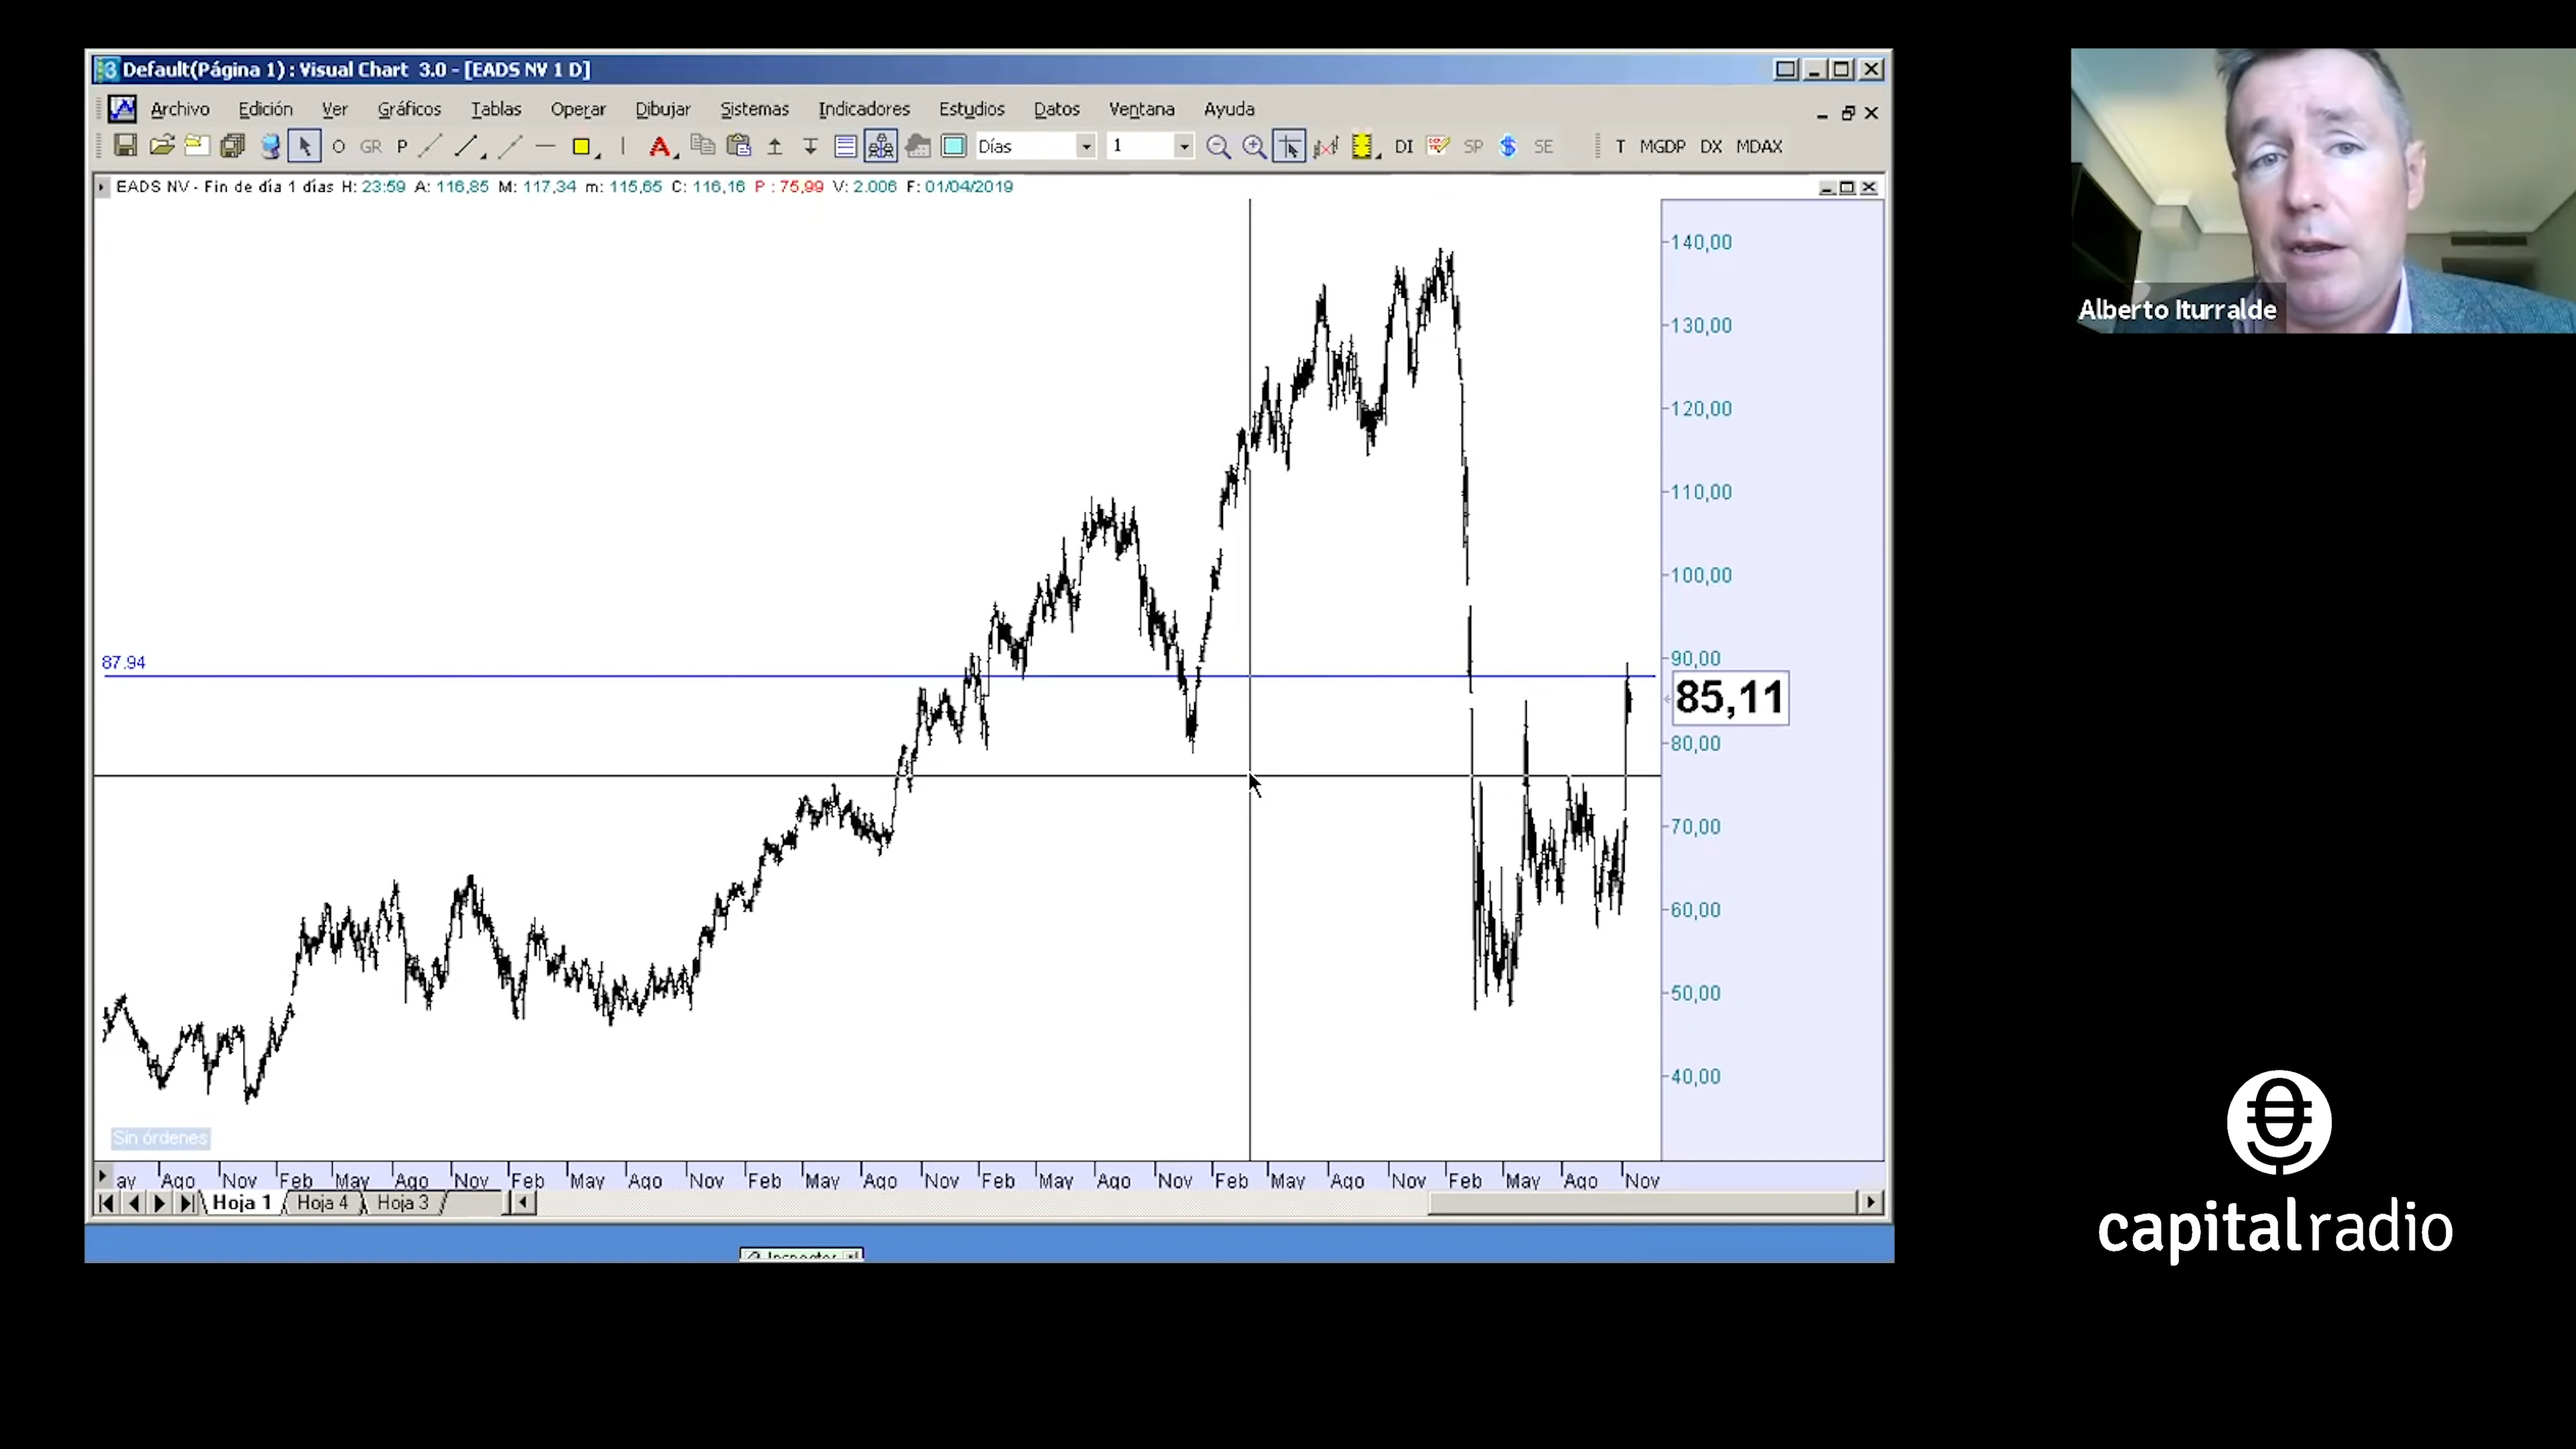 Default(Página 1) : Visual Chart 3.0 - [EADS NV 1 D]
Archivo Edición Ver Gráficos Tablas Operar Dibujar Sistemas Indicadores Estudios Datos Ventana Ayuda
O GR P A Días 1 DI SP $ SE T MGDP DX MDAX
EADS NV - Fin de día 1 días H: 23:59 A: 116,85 M: 117,34 m: 115,65 C: 116,16 P : 75,99 V: 2.006 F: 01/04/2019
140,00
130,00
120,00
110,00
100,00
87.94
90,00
85,11
80,00
70,00
60,00
50,00
40,00
Sin órdenes
ay Ago Nov Feb May Ago Nov Feb May Ago Nov Feb May Ago Nov Feb May Ago Nov Feb May Ago Nov Feb May Ago Nov
Hoja 1 Hoja 4 Hoja 3
Inspector
Alberto Iturralde
capitalradio